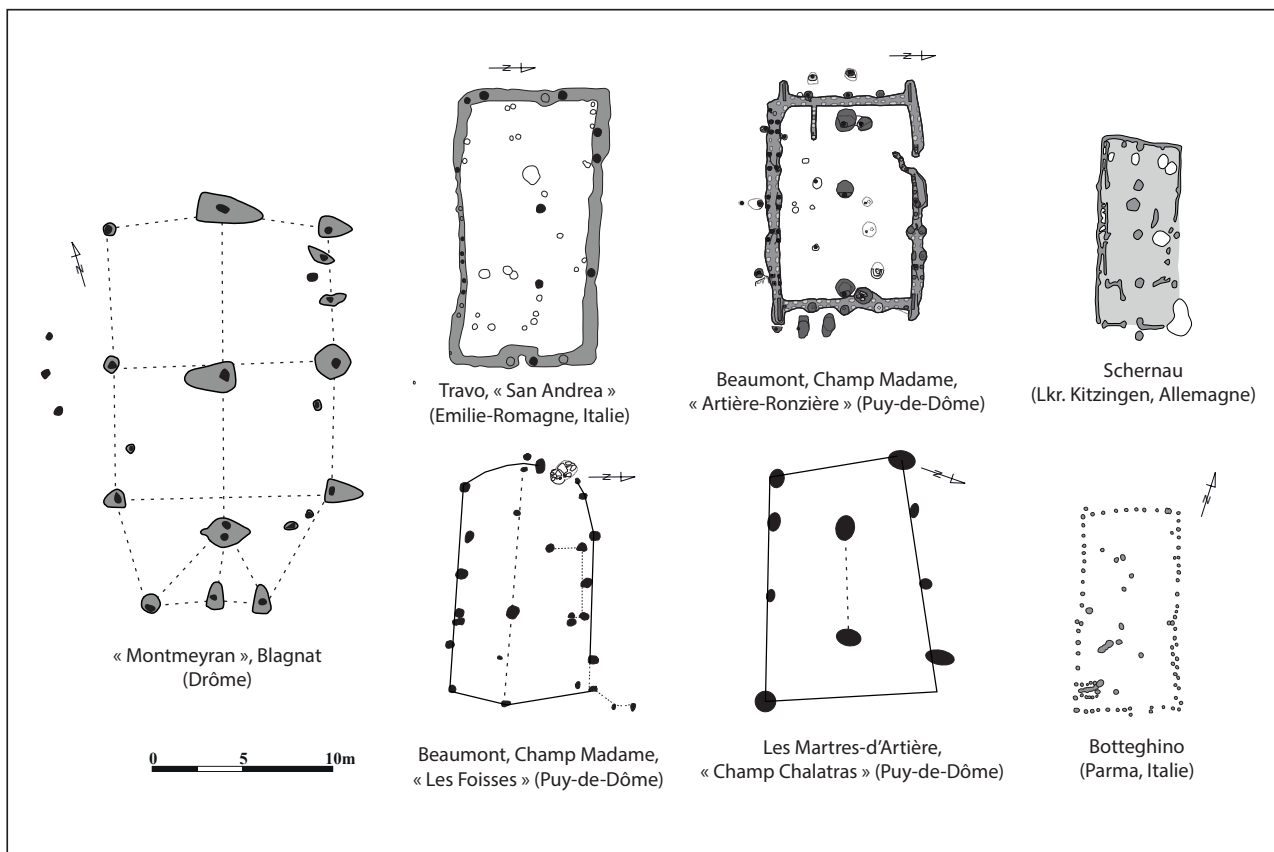 N
N
N
Travo, « San Andrea »
(Emilie-Romagne, Italie)
Beaumont, Champ Madame,
« Artière-Ronzière » (Puy-de-Dôme)
Schernau
(Lkr. Kitzingen, Allemagne)
« Montmeyran », Blagnat
(Drôme)
N
N
N
0 5 10m
Beaumont, Champ Madame,
« Les Foisses » (Puy-de-Dôme)
Les Martres-d’Artière,
« Champ Chalatras » (Puy-de-Dôme)
Botteghino
(Parma, Italie)